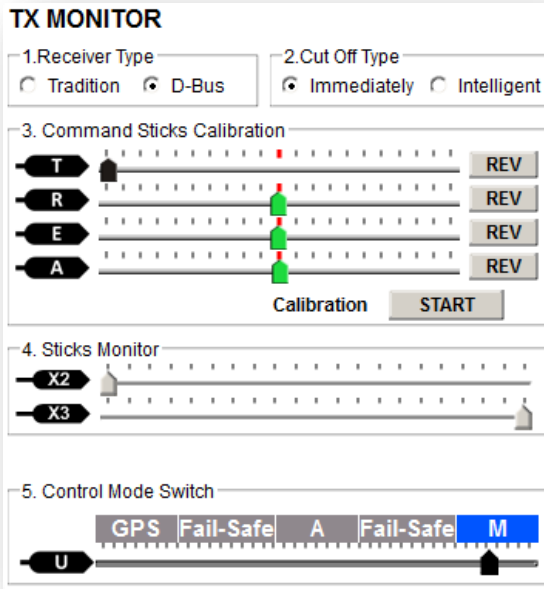 TX MONITOR
1.Receiver Type
2.Cut Off Type
Tradition D-Bus
Immediately Intelligent
3. Command Sticks Calibration
T REV
R REV
E REV
A REV
Calibration START
4. Sticks Monitor
X2
X3
5. Control Mode Switch
GPS Fail-Safe A Fail-Safe M
U